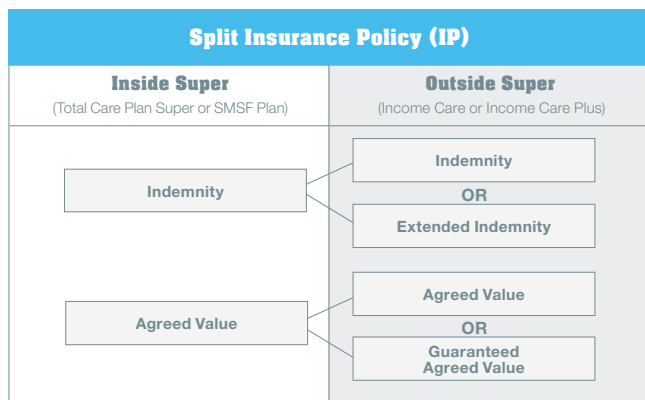 Split Insurance Policy (IP)
Inside Super
(Total Care Plan Super or SMSF Plan)
Outside Super
(Income Care or Income Care Plus)
Indemnity
Indemnity
OR
Extended Indemnity
Agreed Value
Agreed Value
OR
Guaranteed
Agreed Value